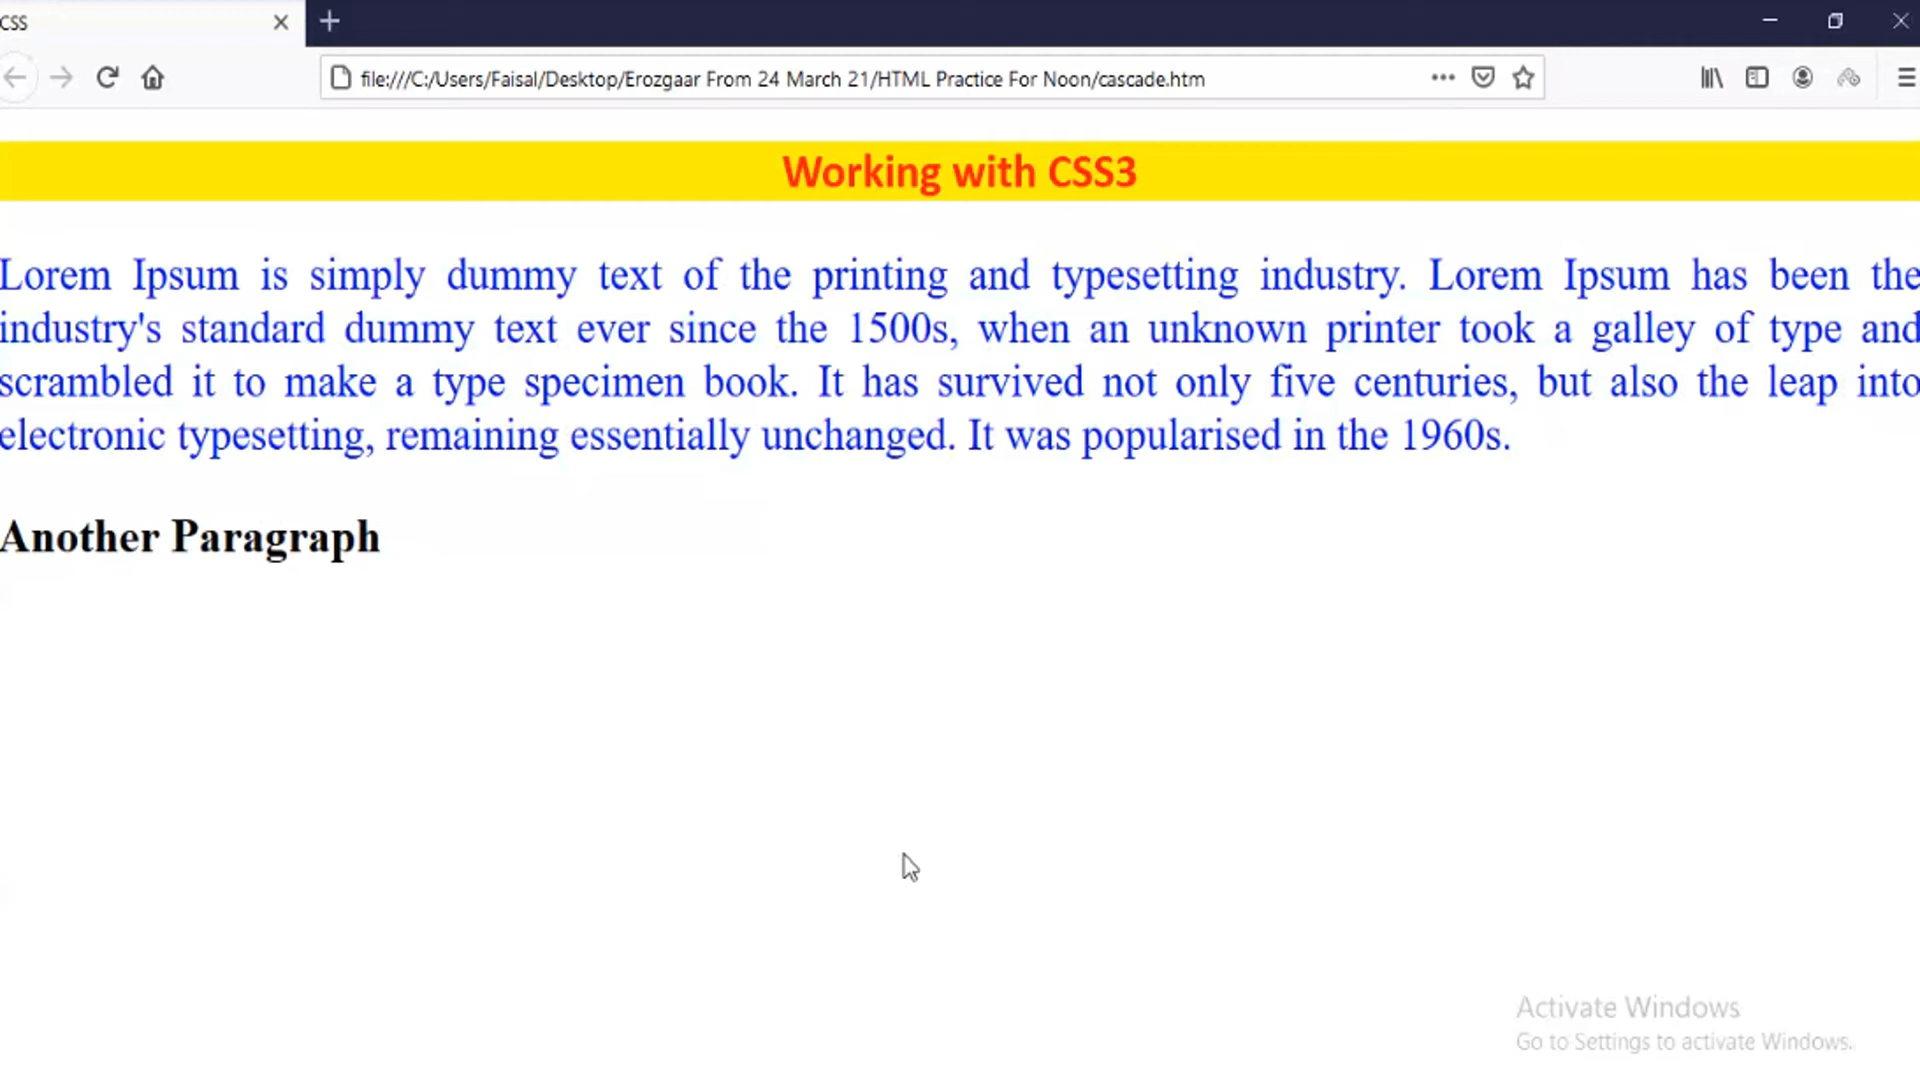 CSS
file:///C:/Users/Faisal/Desktop/Erozgaar From 24 March 21/HTML Practice For Noon/cascade.htm
Working with CSS3
Lorem Ipsum is simply dummy text of the printing and typesetting industry. Lorem Ipsum has been the
industry's standard dummy text ever since the 1500s, when an unknown printer took a galley of type and
scrambled it to make a type specimen book. It has survived not only five centuries, but also the leap into
electronic typesetting, remaining essentially unchanged. It was popularised in the 1960s.
Another Paragraph
Activate Windows
Go to Settings to activate Windows.